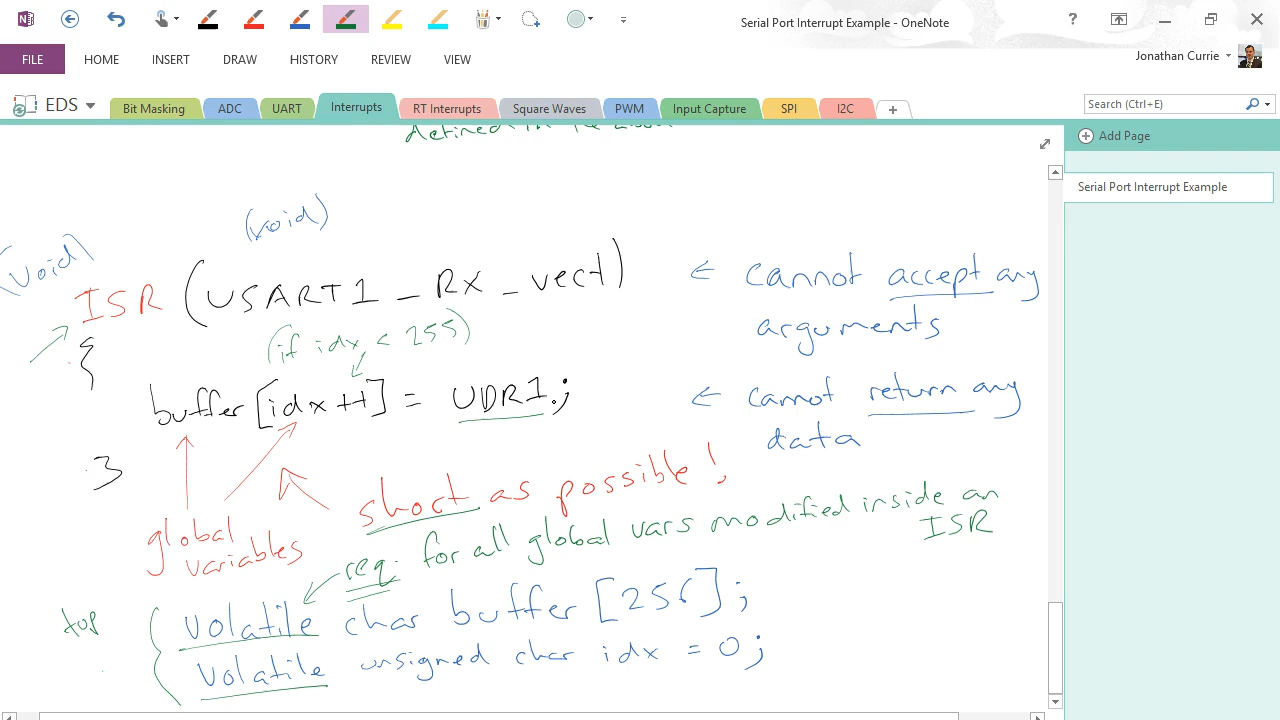 Serial Port Interrupt Example - OneNote
?
Jonathan Currie
FILE HOME INSERT DRAW HISTORY REVIEW VIEW
EDS Bit Masking ADC UART Interrupts RT Interrupts Square Waves PWM Input Capture SPI I2C
Search (Ctrl+E)
Add Page
Serial Port Interrupt Example
defined in
(void)
(void)
ISR (USART1_RX_vect) ← cannot accept any
arguments
(if idx < 255)
{
buffer[idx++] = UDR1; ← cannot return any
data
}
short as possible!
global
variables
req. for all global vars modified inside an
ISR
top { volatile char buffer [256];
volatile unsigned char idx = 0;